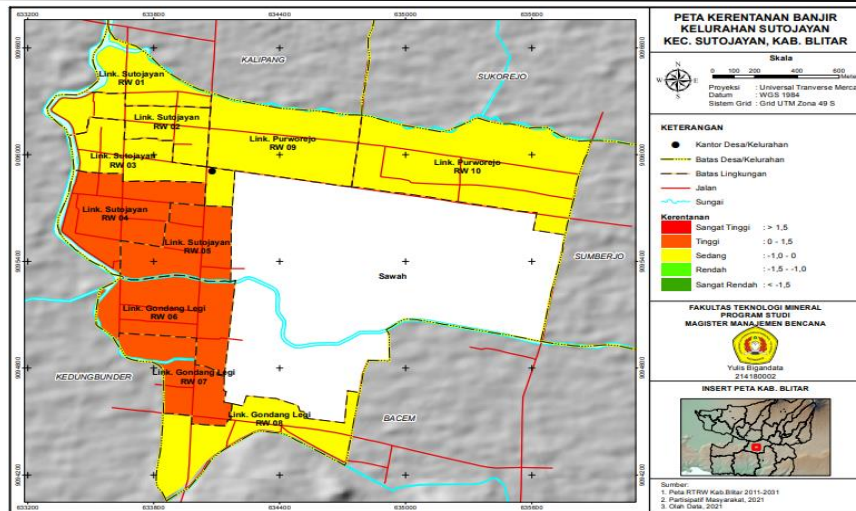 PETA KERENTANAN BANJIR
KELURAHAN SUTOJAYAN
KEC. SUTOJAYAN, KAB. BLITAR
Skala
0 100 200 400 600
Proyeksi : Universal Tranverse Merca
Datum : WGS 1984
Sistem Grid : Grid UTM Zona 49 S
N
W E
S
KETERANGAN
Kantor Desa/Kelurahan
Batas Desa/Kelurahan
Batas Lingkungan
Jalan
Sungai
Kerentanan
Sangat Tinggi : > 1,5
Tinggi : 0 - 1,5
Sedang : -1,0 - 0
Rendah : -1,5 - -1,0
Sangat Rendah : < -1,5
FAKULTAS TEKNOLOGI MINERAL
PROGRAM STUDI
MAGISTER MANAJEMEN BENCANA
Yulis Bigandata
214180002
INSERT PETA KAB. BLITAR
Sumber:
1. Peta RTRW Kab.Blitar 2011-2031
2. Partisipatif Masyarakat, 2021
3. Olah Data, 2021
633200 633800 634400 635000 635600
KALIPANG
SUKOREJO
Link. Sutojayan
RW 01
Link. Sutojayan
RW 02
Link. Purworejo
RW 09
Link. Sutojayan
RW 03
Link. Purworejo
RW 10
Link. Sutojayan
RW 04
Link. Sutojayan
RW 05
SUMBERJO
Sawah
Link. Gondang Legi
RW 06
KEDUNGBUNDER
Link. Gondang Legi
RW 07
Link. Gondang Legi
RW 08
BACEM
633200 633800 634400 635000 635600